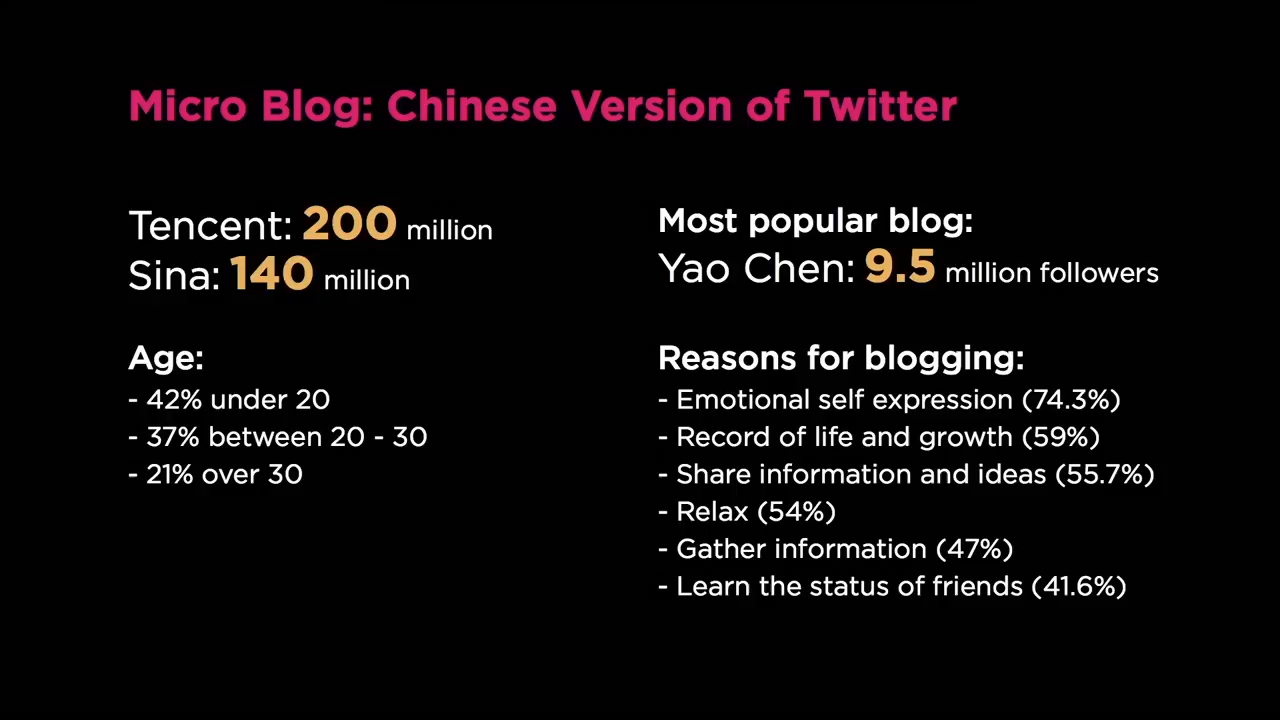 Micro Blog: Chinese Version of Twitter
Tencent: 200 million
Sina: 140 million
Age:
- 42% under 20
- 37% between 20 - 30
- 21% over 30
Most popular blog:
Yao Chen: 9.5 million followers
Reasons for blogging:
- Emotional self expression (74.3%)
- Record of life and growth (59%)
- Share information and ideas (55.7%)
- Relax (54%)
- Gather information (47%)
- Learn the status of friends (41.6%)